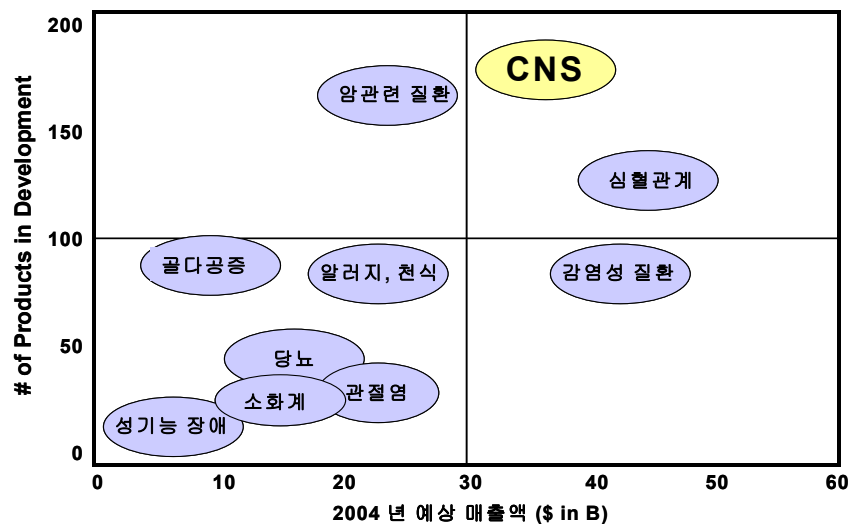 # of Products in Development
200
150
100
50
0
CNS
암관련 질환
심혈관계
골다공증
알러지, 천식
감염성 질환
당뇨
관절염
소화계
성기능 장애
0 10 20 30 40 50 60
2004 년 예상 매출액 ($ in B)